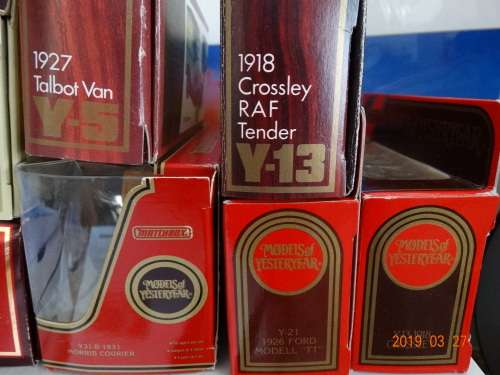 1927
Talbot Van
Y-5
1918
Crossley
RAF
Tender
Y-13
MATCHBOX
MODELS of
YESTERYEAR
MODELS of
YESTERYEAR
Y-21
1926 FORD
MODELL "TT"
MODELS of
YESTERYEAR
Y31-B 1931
MORRIS COURIER
2019. 03. 27